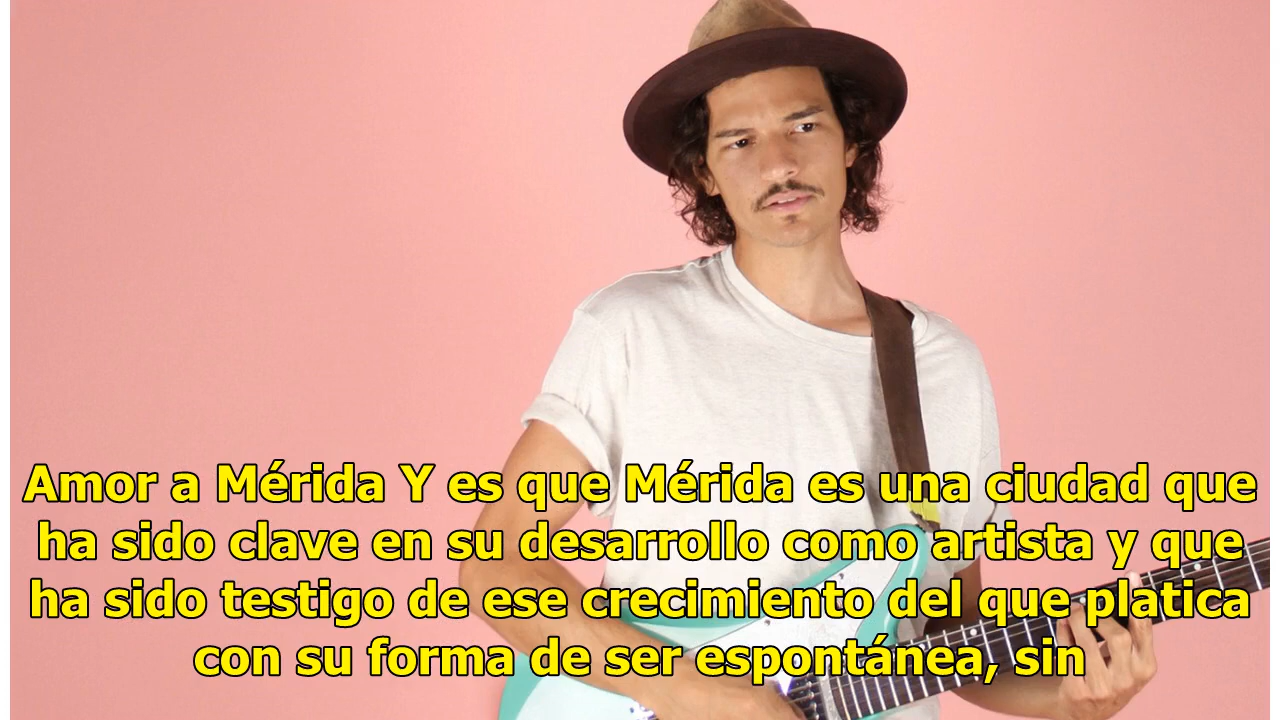 Amor a Mérida Y es que Mérida es una ciudad que
ha sido clave en su desarrollo como artista y que
ha sido testigo de ese crecimiento del que platica
con su forma de ser espontánea, sin